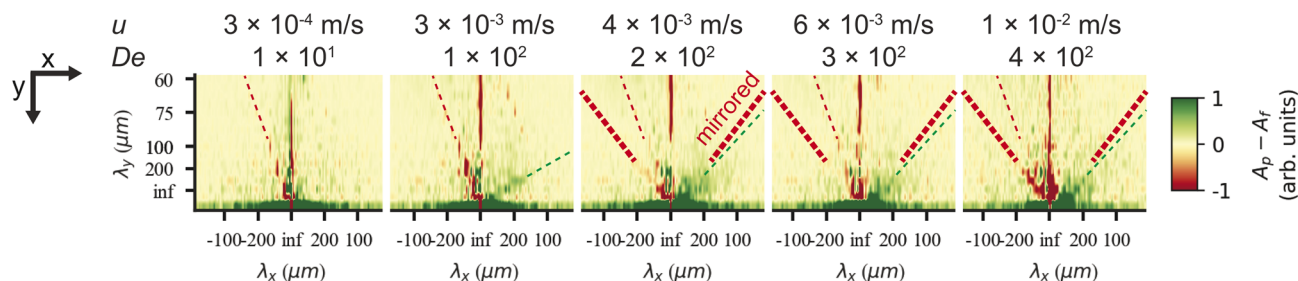 u 3 × 10⁻⁴ m/s 3 × 10⁻³ m/s 4 × 10⁻³ m/s 6 × 10⁻³ m/s 1 × 10⁻² m/s
De 1 × 10¹ 1 × 10² 2 × 10² 3 × 10² 4 × 10²
x
y
60
75
100
200
inf
λy (μm)
mirrored
1
0
-1
Ap – Af
(arb. units)
-100 -200 inf 200 100 -100 -200 inf 200 100 -100 -200 inf 200 100 -100 -200 inf 200 100 -100 -200 inf 200 100
λx (μm) λx (μm) λx (μm) λx (μm) λx (μm)